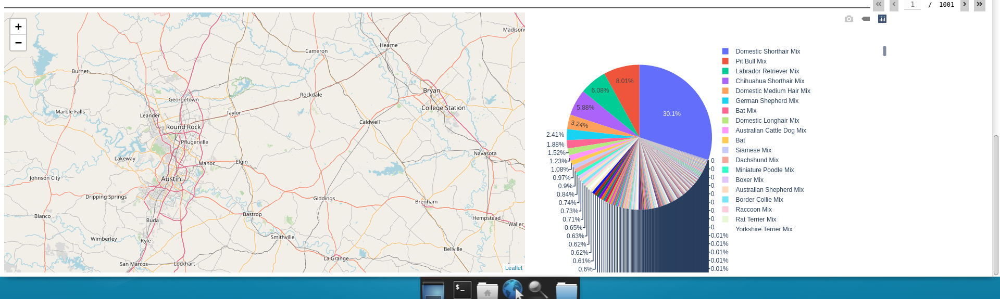 1 / 1001
+
−
Madison
Hearne
Cameron
Burnet
Bryan
Rockdale
Georgetown
College Station
Marble Falls
Leander
Taylor
Caldwell
Round Rock
Pflugerville
Navasota
Lakeway
Manor
Elgin
Johnson City
Austin
Dripping Springs
Giddings
Brenham
Blanco
Bastrop
Hempstead
Buda
Waller
Smithville
Wimberley
Kyle
Bellville
La Grange
San Marcos
Lockhart
Leaflet
30.1%
8.01%
6.08%
5.88%
3.24%
2.41%
1.88%
1.52%
1.23%
1.08%
0.97%
0.9%
0.84%
0.74%
0.73%
0.71%
0.65%
0.63%
0.62%
0.62%
0.61%
0.6%
0.
0.
0.
0.
0.
0.
0.
0.
0.
0.01%
0.01%
0.01%
0.01%
0.01%
Domestic Shorthair Mix
Pit Bull Mix
Labrador Retriever Mix
Chihuahua Shorthair Mix
Domestic Medium Hair Mix
German Shepherd Mix
Bat Mix
Domestic Longhair Mix
Australian Cattle Dog Mix
Bat
Siamese Mix
Dachshund Mix
Miniature Poodle Mix
Boxer Mix
Australian Shepherd Mix
Border Collie Mix
Raccoon Mix
Rat Terrier Mix
Yorkshire Terrier Mix
$_